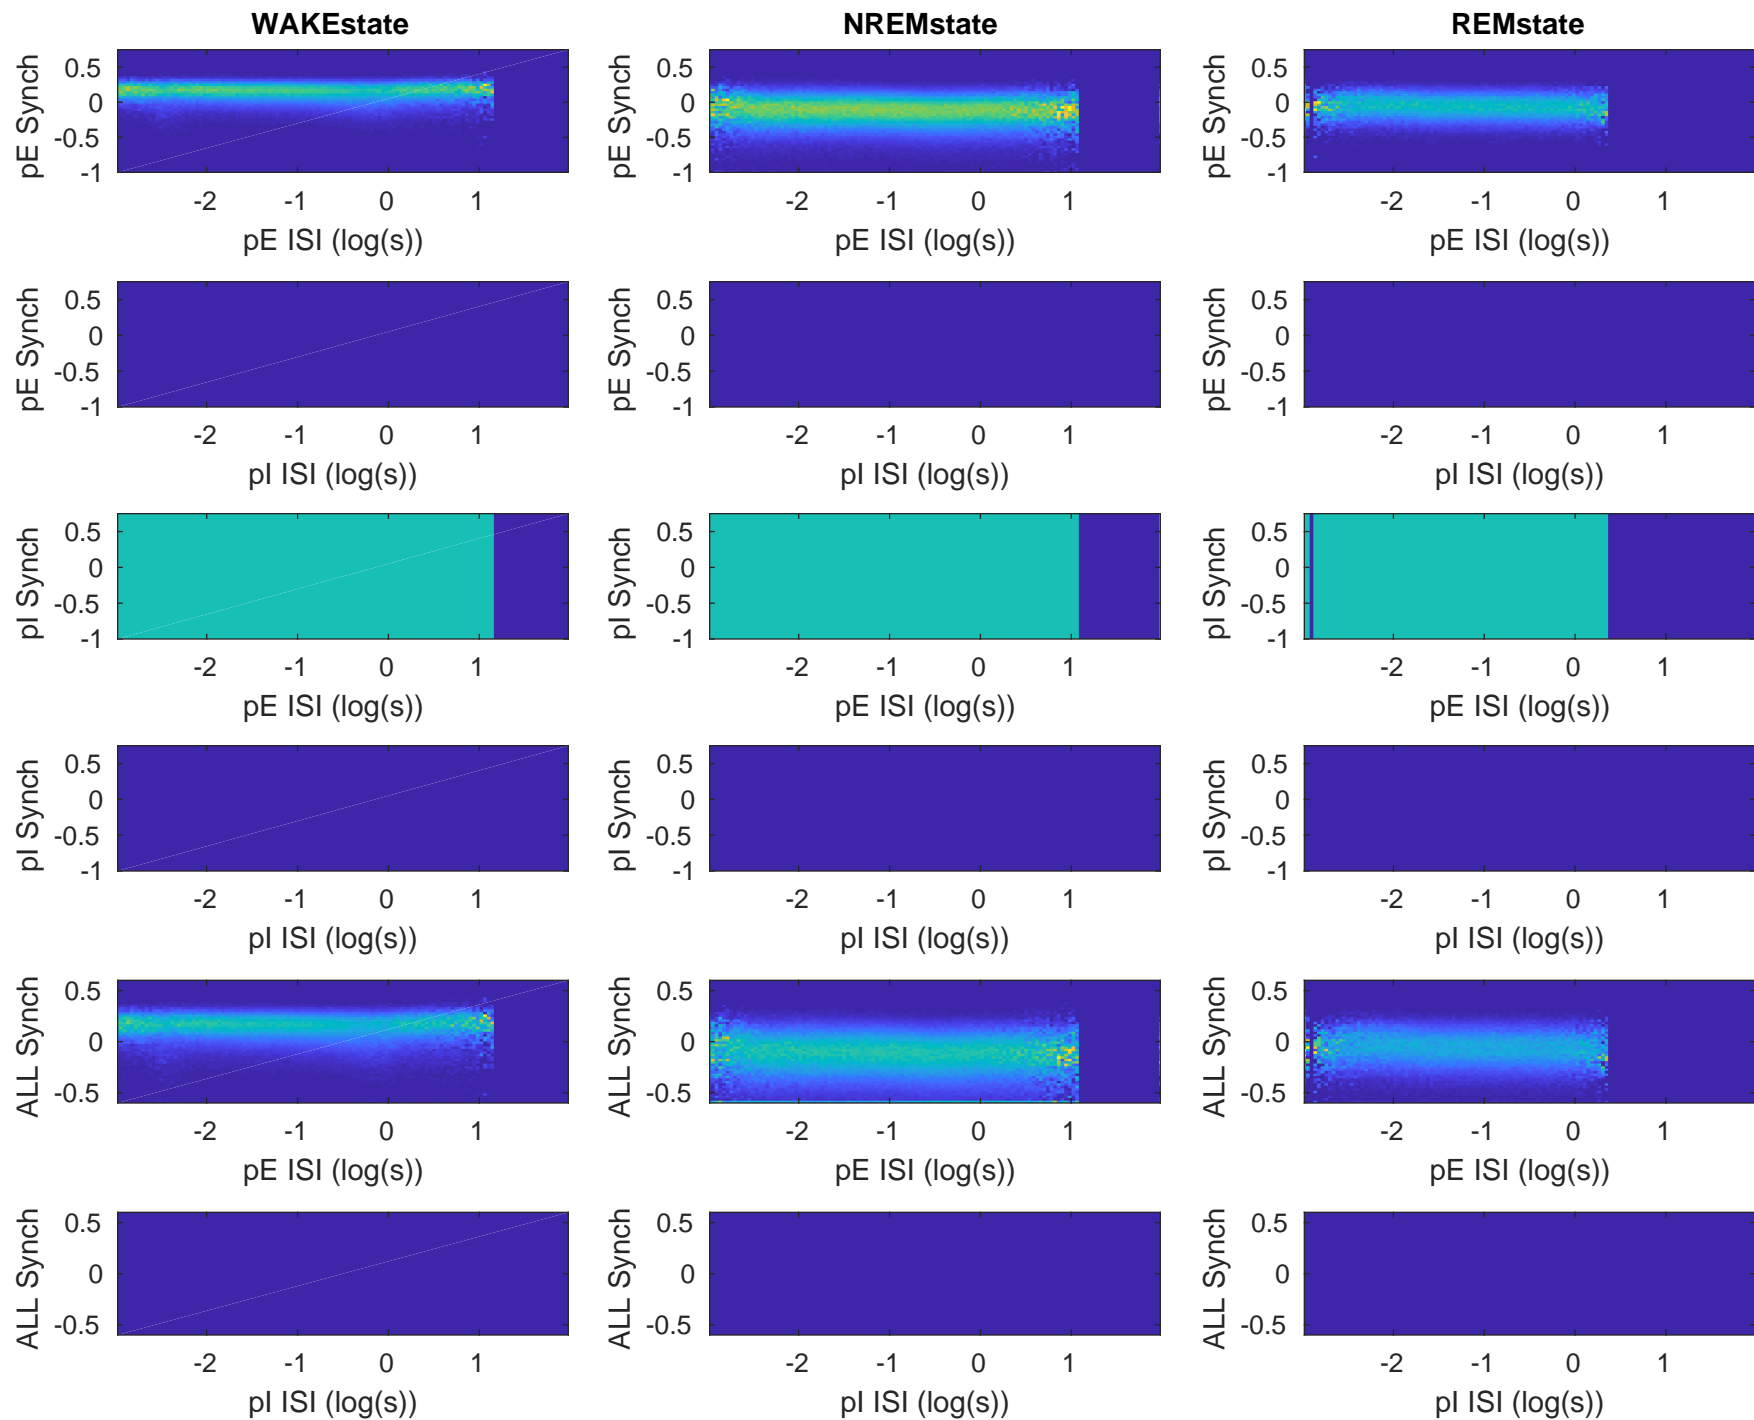 WAKEstate NREMstate REMstate
pE Synch 0.5 0 -0.5 -1 pE Synch 0.5 0 -0.5 -1 pE Synch 0.5 0 -0.5 -1
-2 -1 0 1 -2 -1 0 1 -2 -1 0 1
pE ISI (log(s)) pE ISI (log(s)) pE ISI (log(s))
pE Synch 0.5 0 -0.5 -1 pE Synch 0.5 0 -0.5 -1 pE Synch 0.5 0 -0.5 -1
-2 -1 0 1 -2 -1 0 1 -2 -1 0 1
pI ISI (log(s)) pI ISI (log(s)) pI ISI (log(s))
pI Synch 0.5 0 -0.5 -1 pI Synch 0.5 0 -0.5 -1 pI Synch 0.5 0 -0.5 -1
-2 -1 0 1 -2 -1 0 1 -2 -1 0 1
pE ISI (log(s)) pE ISI (log(s)) pE ISI (log(s))
pI Synch 0.5 0 -0.5 -1 pI Synch 0.5 0 -0.5 -1 pI Synch 0.5 0 -0.5 -1
-2 -1 0 1 -2 -1 0 1 -2 -1 0 1
pI ISI (log(s)) pI ISI (log(s)) pI ISI (log(s))
ALL Synch 0.5 0 -0.5 ALL Synch 0.5 0 -0.5 ALL Synch 0.5 0 -0.5
-2 -1 0 1 -2 -1 0 1 -2 -1 0 1
pE ISI (log(s)) pE ISI (log(s)) pE ISI (log(s))
ALL Synch 0.5 0 -0.5 ALL Synch 0.5 0 -0.5 ALL Synch 0.5 0 -0.5
-2 -1 0 1 -2 -1 0 1 -2 -1 0 1
pI ISI (log(s)) pI ISI (log(s)) pI ISI (log(s))